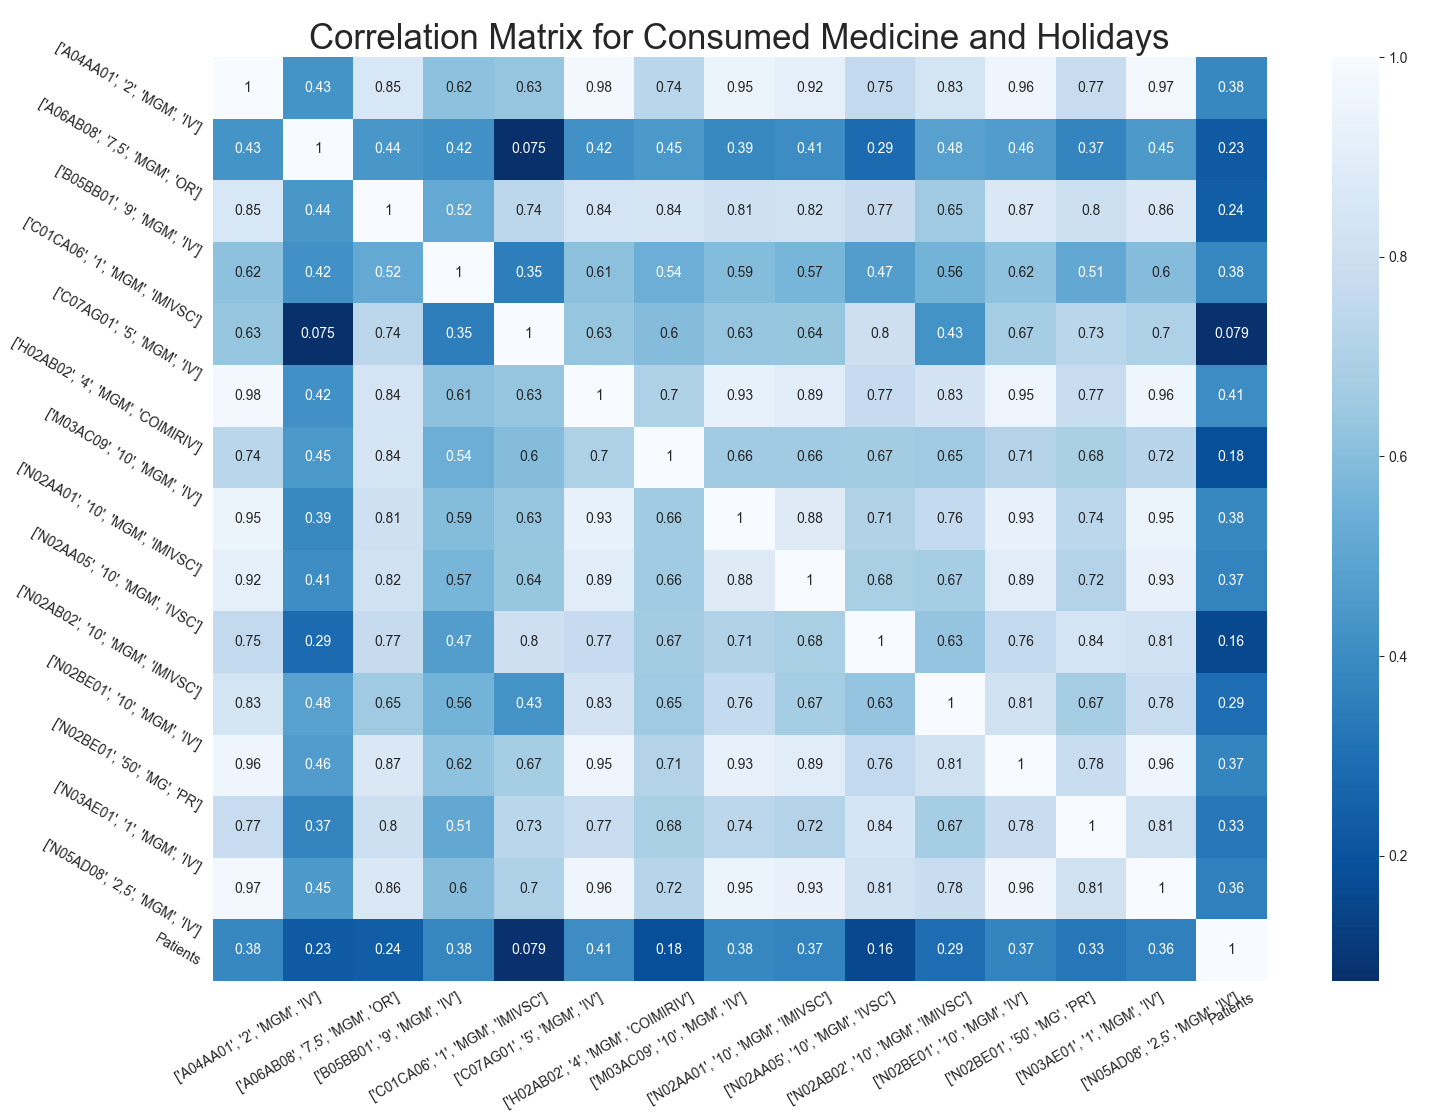 Correlation Matrix for Consumed Medicine and Holidays
['A04AA01', '2', 'MGM', 'IV'] 1 0.43 0.85 0.62 0.63 0.98 0.74 0.95 0.92 0.75 0.83 0.96 0.77 0.97 0.38
['A06AB08', '7,5', 'MGM', 'OR'] 0.43 1 0.44 0.42 0.075 0.42 0.45 0.39 0.41 0.29 0.48 0.46 0.37 0.45 0.23
['B05BB01', '9', 'MGM', 'IV'] 0.85 0.44 1 0.52 0.74 0.84 0.84 0.81 0.82 0.77 0.65 0.87 0.8 0.86 0.24
['C01CA06', '1', 'MGM', 'IMIVSC'] 0.62 0.42 0.52 1 0.35 0.61 0.54 0.59 0.57 0.47 0.56 0.62 0.51 0.6 0.38
['C07AG01', '5', 'MGM', 'IV'] 0.63 0.075 0.74 0.35 1 0.63 0.6 0.63 0.64 0.8 0.43 0.67 0.73 0.7 0.079
['H02AB02', '4', 'MGM', 'COIMIRIV'] 0.98 0.42 0.84 0.61 0.63 1 0.7 0.93 0.89 0.77 0.83 0.95 0.77 0.96 0.41
['M03AC09', '10', 'MGM', 'IV'] 0.74 0.45 0.84 0.54 0.6 0.7 1 0.66 0.66 0.67 0.65 0.71 0.68 0.72 0.18
['N02AA01', '10', 'MGM', 'IMIVSC'] 0.95 0.39 0.81 0.59 0.63 0.93 0.66 1 0.88 0.71 0.76 0.93 0.74 0.95 0.38
['N02AA05', '10', 'MGM', 'IVSC'] 0.92 0.41 0.82 0.57 0.64 0.89 0.66 0.88 1 0.68 0.67 0.89 0.72 0.93 0.37
['N02AB02', '10', 'MGM', 'IMIVSC'] 0.75 0.29 0.77 0.47 0.8 0.77 0.67 0.71 0.68 1 0.63 0.76 0.84 0.81 0.16
['N02BE01', '10', 'MGM', 'IV'] 0.83 0.48 0.65 0.56 0.43 0.83 0.65 0.76 0.67 0.63 1 0.81 0.67 0.78 0.29
['N02BE01', '50', 'MG', 'PR'] 0.96 0.46 0.87 0.62 0.67 0.95 0.71 0.93 0.89 0.76 0.81 1 0.78 0.96 0.37
['N03AE01', '1', 'MGM', 'IV'] 0.77 0.37 0.8 0.51 0.73 0.77 0.68 0.74 0.72 0.84 0.67 0.78 1 0.81 0.33
['N05AD08', '2,5', 'MGM', 'IV'] 0.97 0.45 0.86 0.6 0.7 0.96 0.72 0.95 0.93 0.81 0.78 0.96 0.81 1 0.36
Patients 0.38 0.23 0.24 0.38 0.079 0.41 0.18 0.38 0.37 0.16 0.29 0.37 0.33 0.36 1
['A04AA01', '2', 'MGM', 'IV']
['A06AB08', '7,5', 'MGM', 'OR']
['B05BB01', '9', 'MGM', 'IV']
['C01CA06', '1', 'MGM', 'IMIVSC']
['C07AG01', '5', 'MGM', 'IV']
['H02AB02', '4', 'MGM', 'COIMIRIV']
['M03AC09', '10', 'MGM', 'IV']
['N02AA01', '10', 'MGM', 'IMIVSC']
['N02AA05', '10', 'MGM', 'IVSC']
['N02AB02', '10', 'MGM', 'IMIVSC']
['N02BE01', '10', 'MGM', 'IV']
['N02BE01', '50', 'MG', 'PR']
['N03AE01', '1', 'MGM', 'IV']
['N05AD08', '2,5', 'MGM', 'IV']
Patients
1.0
0.8
0.6
0.4
0.2